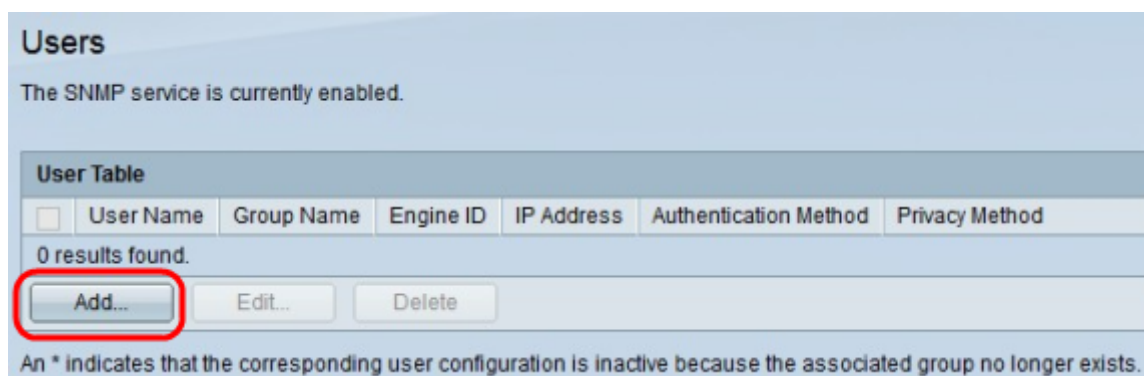 Users
The SNMP service is currently enabled.
User Table
User Name Group Name Engine ID IP Address Authentication Method Privacy Method
0 results found.
Add... Edit... Delete
An * indicates that the corresponding user configuration is inactive because the associated group no longer exists.